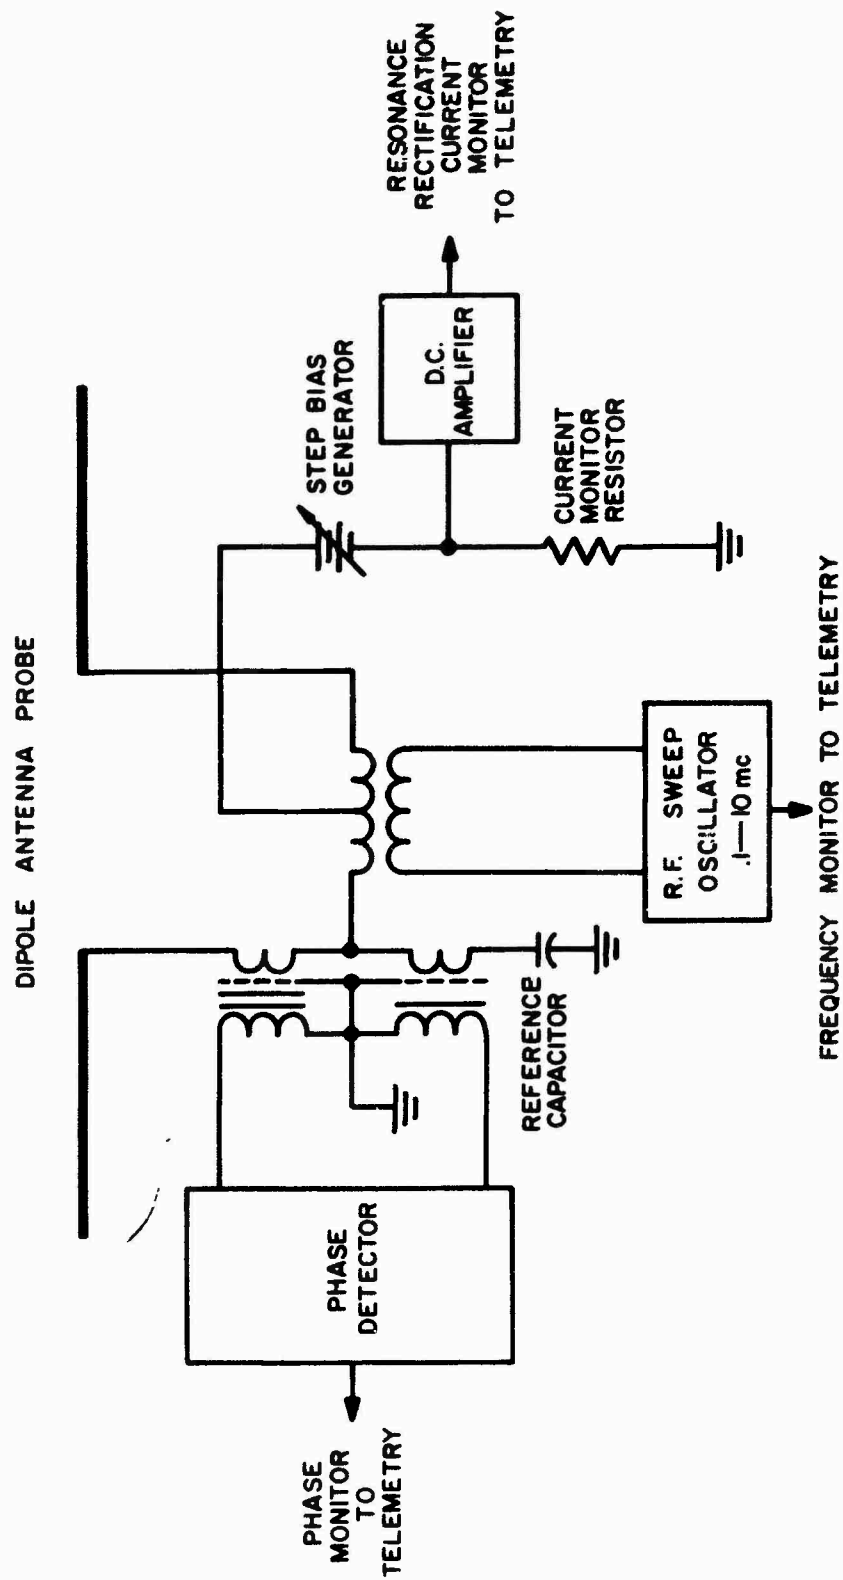 DIPOLE ANTENNA PROBE
PHASE
MONITOR
TO
TELEMETRY
PHASE
DETECTOR
REFERENCE
CAPACITOR
R.F. SWEEP
OSCILLATOR
.1—10 mc
FREQUENCY MONITOR TO TELEMETRY
STEP BIAS
GENERATOR
CURRENT
MONITOR
RESISTOR
D.C.
AMPLIFIER
RESONANCE
RECTIFICATION
CURRENT
MONITOR
TO TELEMETRY